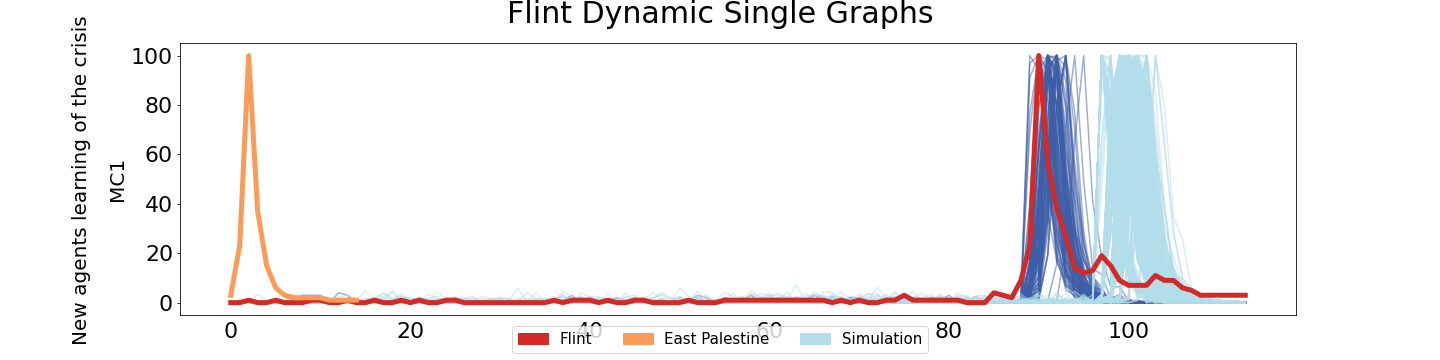 Flint Dynamic Single Graphs
New agents learning of the crisis
MC1
100
80
60
40
20
0
0 20 40 60 80 100
Flint East Palestine Simulation